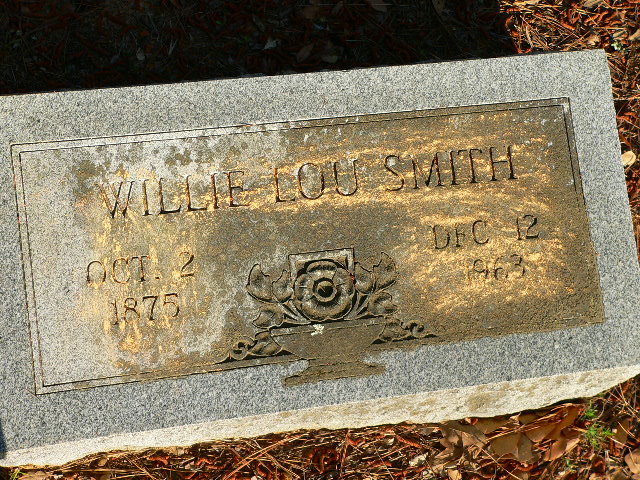 WILLIE LOU SMITH
OCT. 2
1875
DEC 12
1963